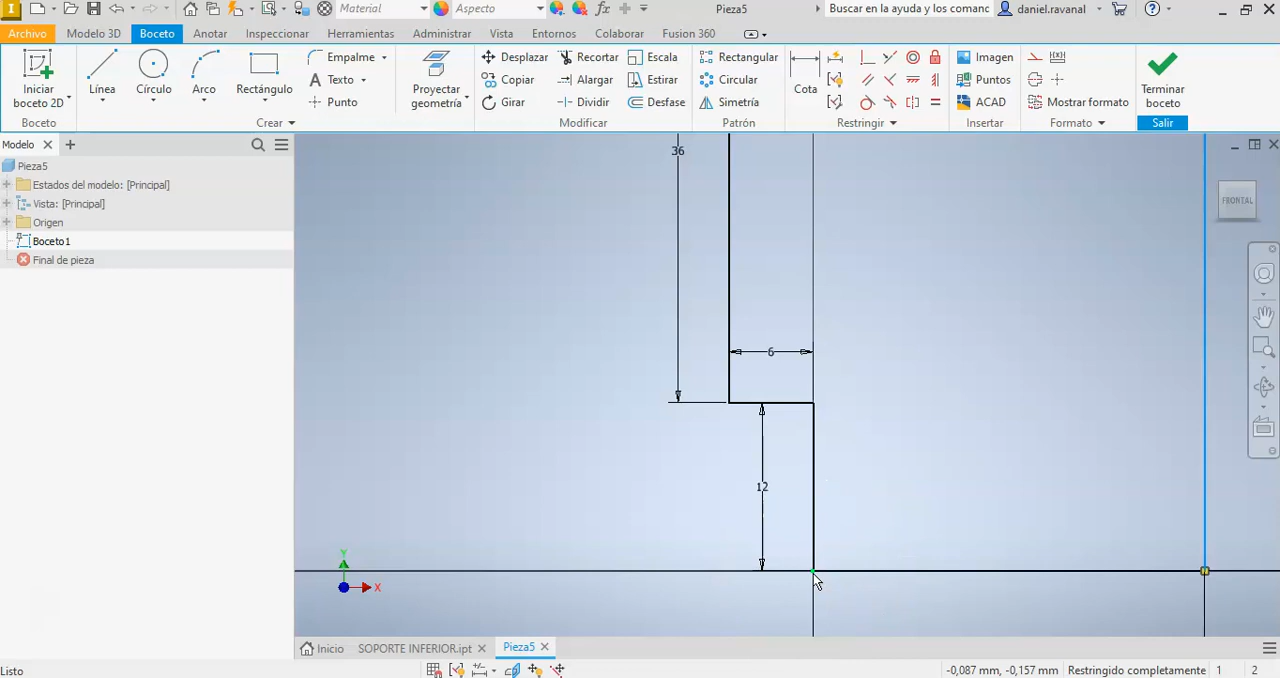 Material
Aspecto
Pieza5
Buscar en la ayuda y los comanc
daniel.ravanal
Archivo
Modelo 3D
Boceto
Anotar
Inspeccionar
Herramientas
Administrar
Vista
Entornos
Colaborar
Fusion 360
Iniciar
boceto 2D
Línea
Círculo
Arco
Rectángulo
Empalme
Texto
Punto
Proyectar
geometría
Desplazar
Copiar
Girar
Recortar
Alargar
Dividir
Escala
Estirar
Desfase
Rectangular
Circular
Simetría
Cota
Imagen
Puntos
ACAD
Mostrar formato
Terminar
boceto
Boceto
Crear
Modificar
Patrón
Restringir
Insertar
Formato
Salir
Modelo
Pieza5
Estados del modelo: [Principal]
Vista: [Principal]
Origen
Boceto1
Final de pieza
36
6
12
FRONTAL
Y
X
Inicio
SOPORTE INFERIOR.ipt
Pieza5
Listo
-0,087 mm, -0,157 mm
Restringido completamente
1
2